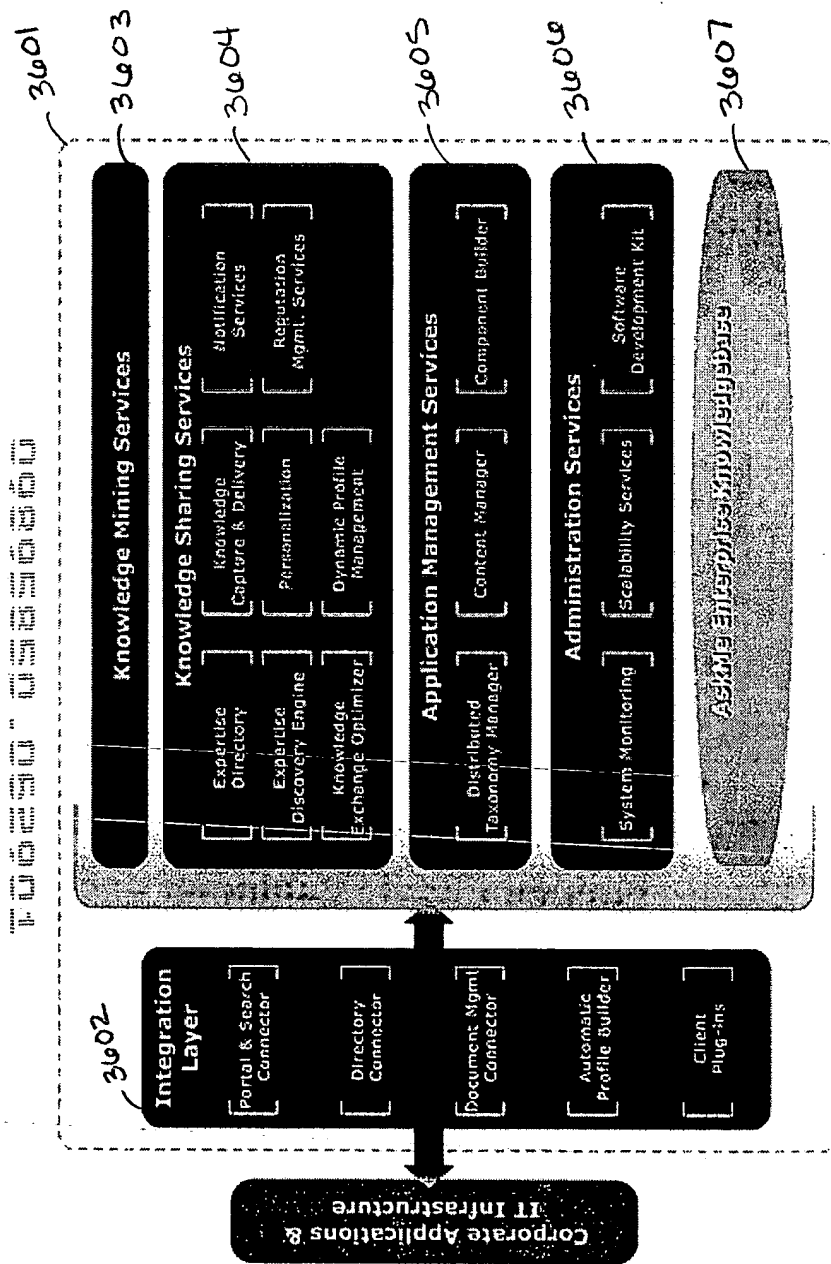 3601
3602
3603
3604
3605
3606
3607
Corporate Applications &
IT Infrastructure
Integration
Layer
Portal & Search
Connector
Directory
Connector
Document Mgmt
Connector
Automatic
Profile Builder
Client
Plug-ins
Knowledge Mining Services
Knowledge Sharing Services
Expertise
Directory
Knowledge
Capture & Delivery
Notification
Services
Expertise
Discovery Engine
Personalization
Reputation
Mgmt. Services
Knowledge
Exchange Optimizer
Dynamic Profile
Management
Application Management Services
Distributed
Taxonomy Manager
Content Manager
Component Builder
Administration Services
System Monitoring
Scalability Services
Software
Development Kit
AskMe Enterprise Knowledgebase